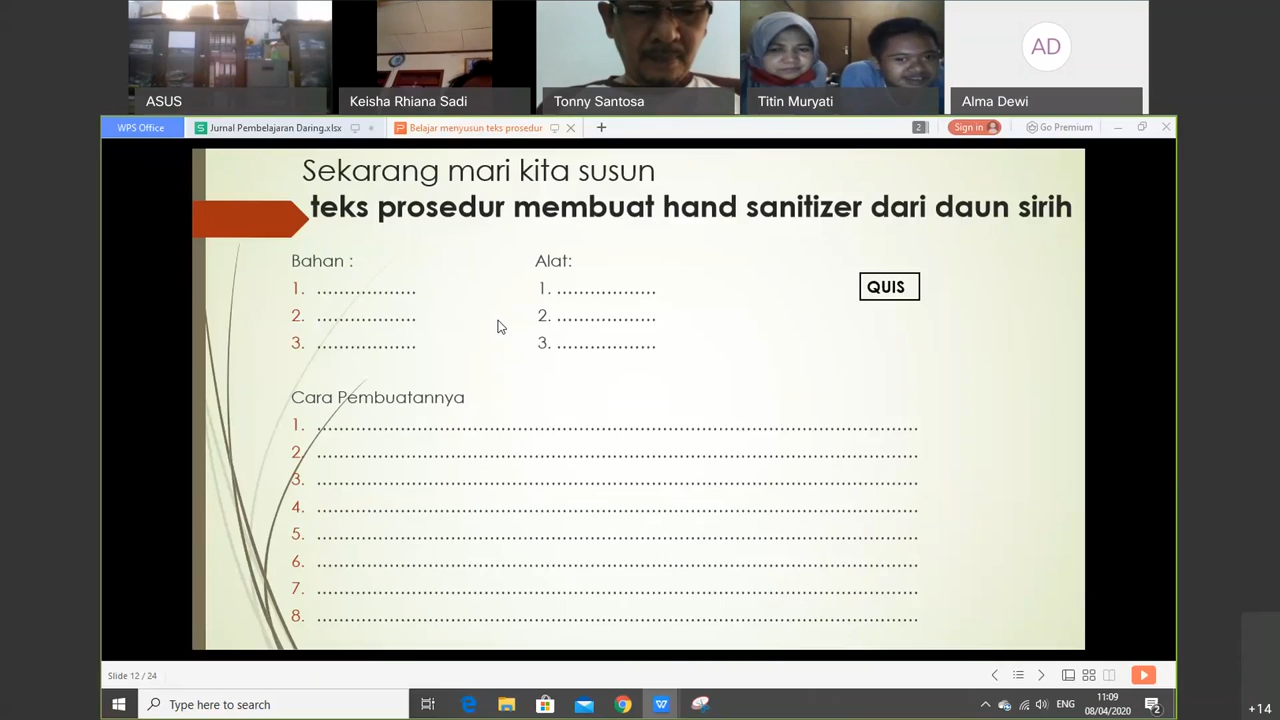 ASUS
Keisha Rhiana Sadi
Tonny Santosa
Titin Muryati
AD
Alma Dewi
WPS Office
Jurnal Pembelajaran Daring.xlsx
Belajar menyusun teks prosedur
2
Sign in
Go Premium
Sekarang mari kita susun
teks prosedur membuat hand sanitizer dari daun sirih
Bahan : Alat:
1. .................. 1. ..................
QUIS
2. .................. 2. ..................
3. .................. 3. ..................
Cara Pembuatannya
1. ............................................................................................................
2. ............................................................................................................
3. ............................................................................................................
4. ............................................................................................................
5. ............................................................................................................
6. ............................................................................................................
7. ............................................................................................................
8. ............................................................................................................
Slide 12 / 24
Type here to search
ENG
11:09
08/04/2020
2
+14